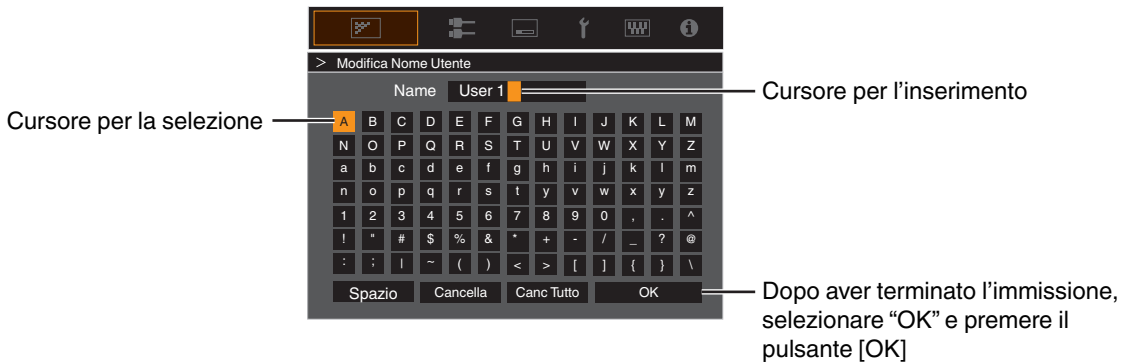 > Modifica Nome Utente
Name User 1
Cursore per l'inserimento
Cursore per la selezione
A B C D E F G H I J K L M
N O P Q R S T U V W X Y Z
a b c d e f g h i j k l m
n o p q r s t y v w x y z
1 2 3 4 5 6 7 8 9 0 , . ^
! " # $ % & * + - / _ ? @
: ; | ~ ( ) < > [ ] { } \
Spazio Cancella Canc Tutto OK
Dopo aver terminato l'immissione,
selezionare “OK” e premere il
pulsante [OK]